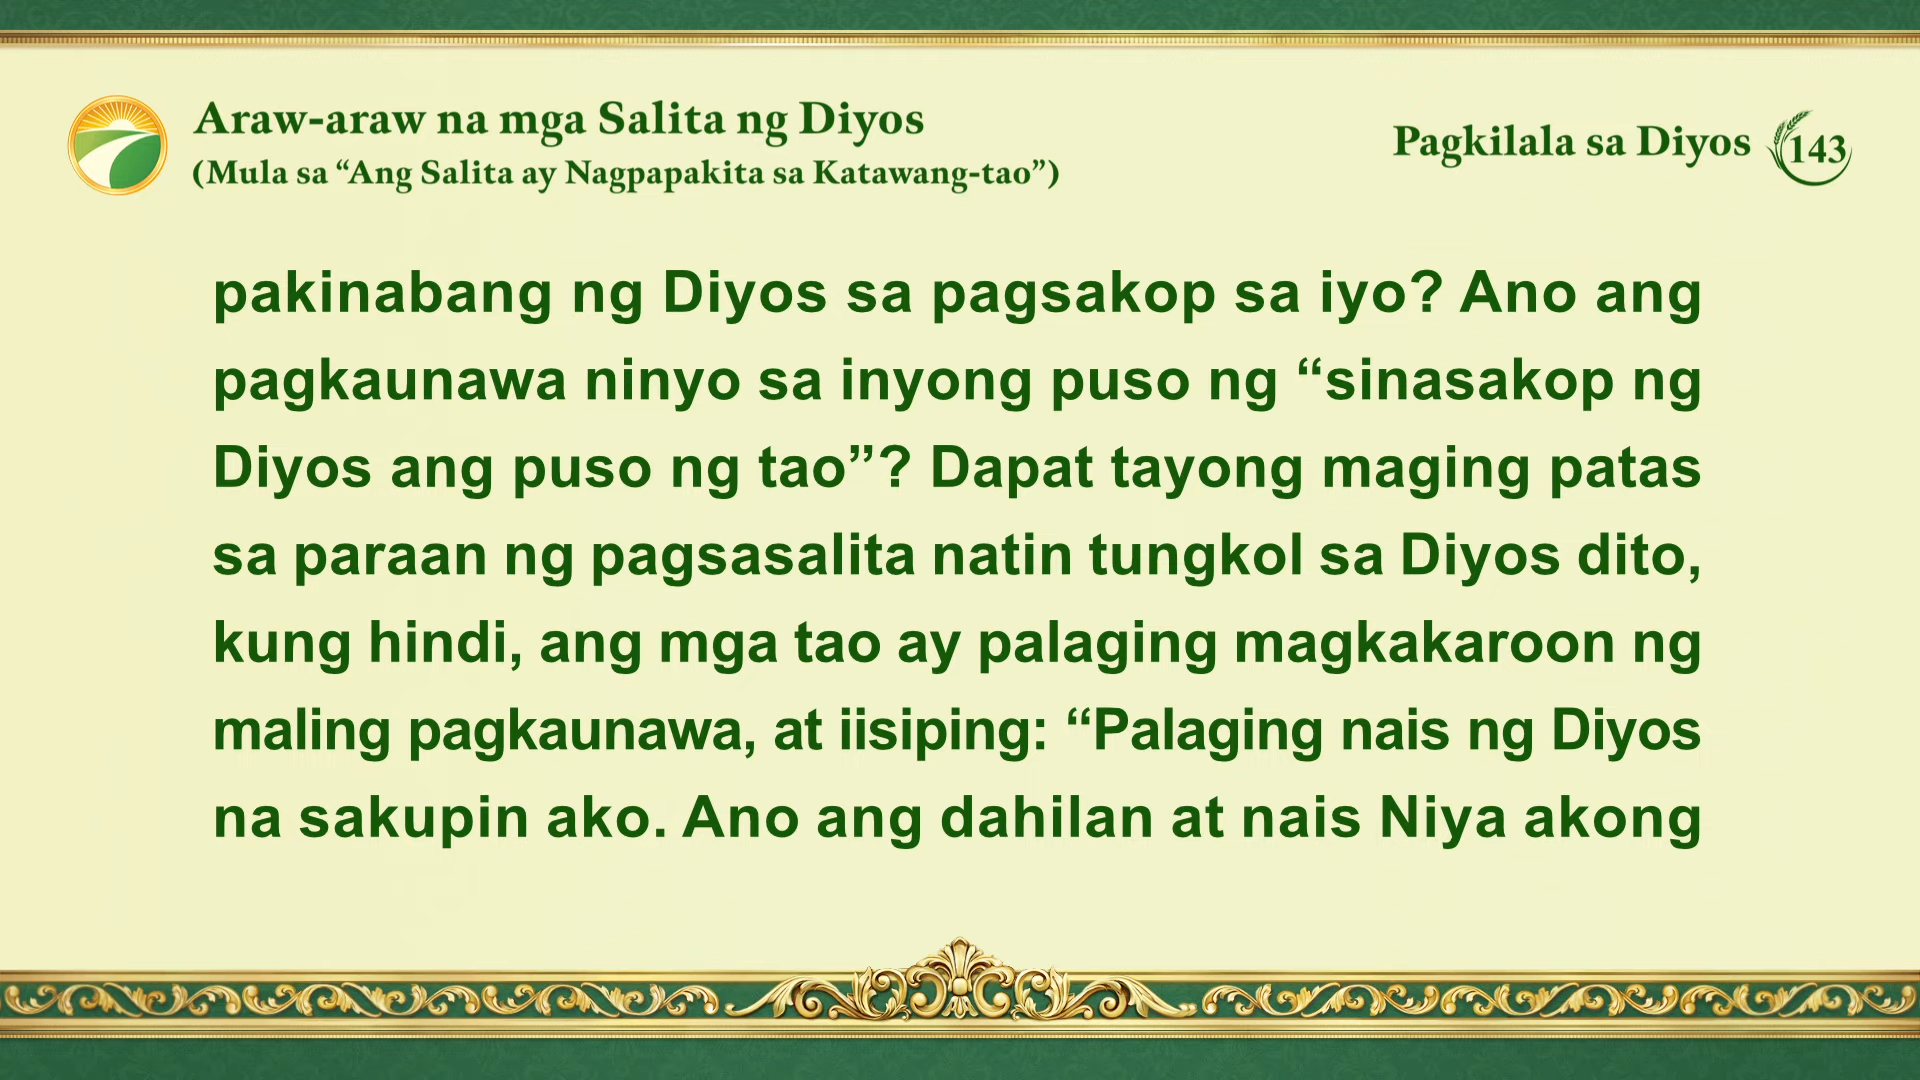 Araw-araw na mga Salita ng Diyos
(Mula sa “Ang Salita ay Nagpapakita sa Katawang-tao”)
Pagkilala sa Diyos 143
pakinabang ng Diyos sa pagsakop sa iyo? Ano ang
pagkaunawa ninyo sa inyong puso ng “sinasakop ng
Diyos ang puso ng tao”? Dapat tayong maging patas
sa paraan ng pagsasalita natin tungkol sa Diyos dito,
kung hindi, ang mga tao ay palaging magkakaroon ng
maling pagkaunawa, at iisiping: “Palaging nais ng Diyos
na sakupin ako. Ano ang dahilan at nais Niya akong